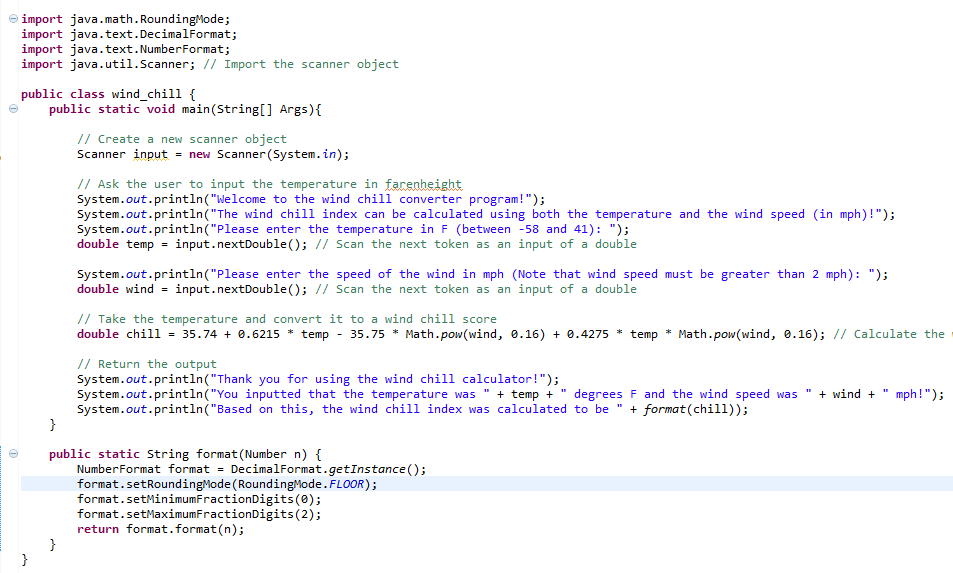 import java.math.RoundingMode;
import java.text.DecimalFormat;
import java.text.NumberFormat;
import java.util.Scanner; // Import the scanner object
public class wind_chill {
public static void main(String[] Args){
// Create a new scanner object
Scanner input = new Scanner(System.in);
// Ask the user to input the temperature in farenheight
System.out.println("Welcome to the wind chill converter program!");
System.out.println("The wind chill index can be calculated using both the temperature and the wind speed (in mph)!");
System.out.println("Please enter the temperature in F (between -58 and 41): ");
double temp = input.nextDouble(); // Scan the next token as an input of a double
System.out.println("Please enter the speed of the wind in mph (Note that wind speed must be greater than 2 mph): ");
double wind = input.nextDouble(); // Scan the next token as an input of a double
// Take the temperature and convert it to a wind chill score
double chill = 35.74 + 0.6215 * temp - 35.75 * Math.pow(wind, 0.16) + 0.4275 * temp * Math.pow(wind, 0.16); // Calculate the
// Return the output
System.out.println("Thank you for using the wind chill calculator!");
System.out.println("You inputted that the temperature was " + temp + " degrees F and the wind speed was " + wind + " mph!");
System.out.println("Based on this, the wind chill index was calculated to be " + format(chill));
}
public static String format(Number n) {
NumberFormat format = DecimalFormat.getInstance();
format.setRoundingMode(RoundingMode.FLOOR);
format.setMinimumFractionDigits(0);
format.setMaximumFractionDigits(2);
return format.format(n);
}
}